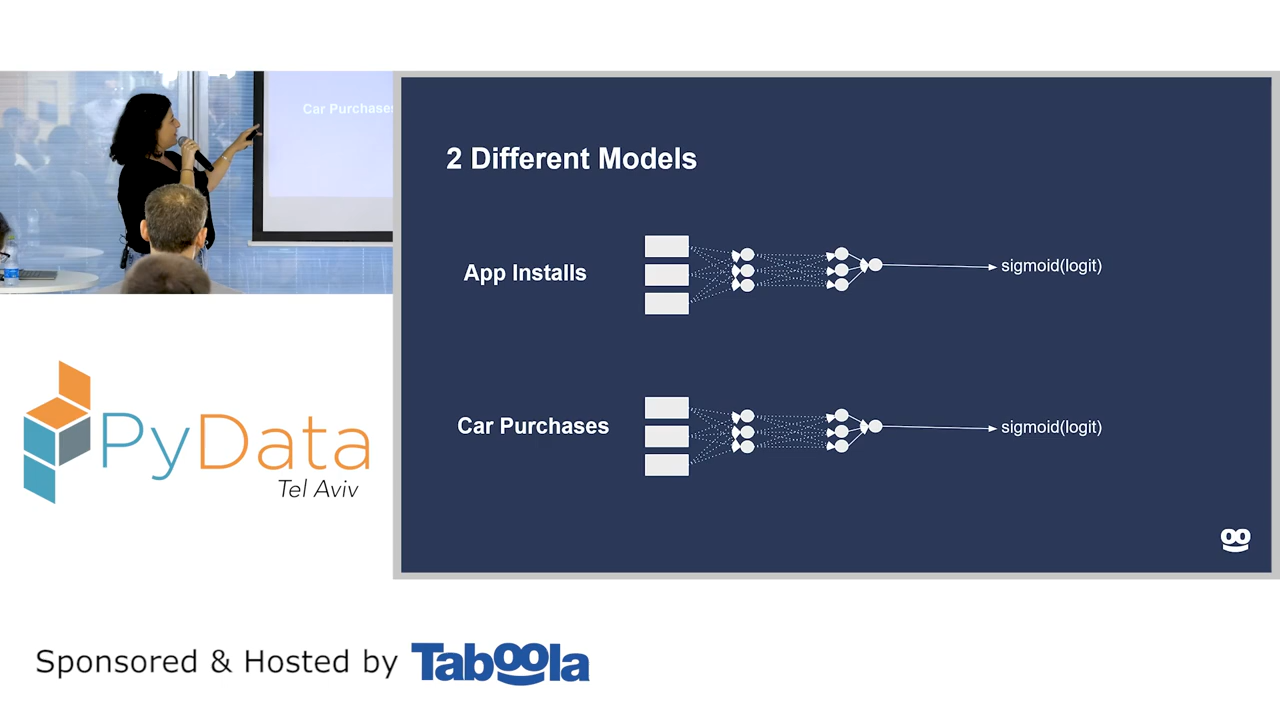 Car Purchases
2 Different Models
App Installs
sigmoid(logit)
Car Purchases
sigmoid(logit)
PyData
Tel Aviv
Sponsored & Hosted by Taboola